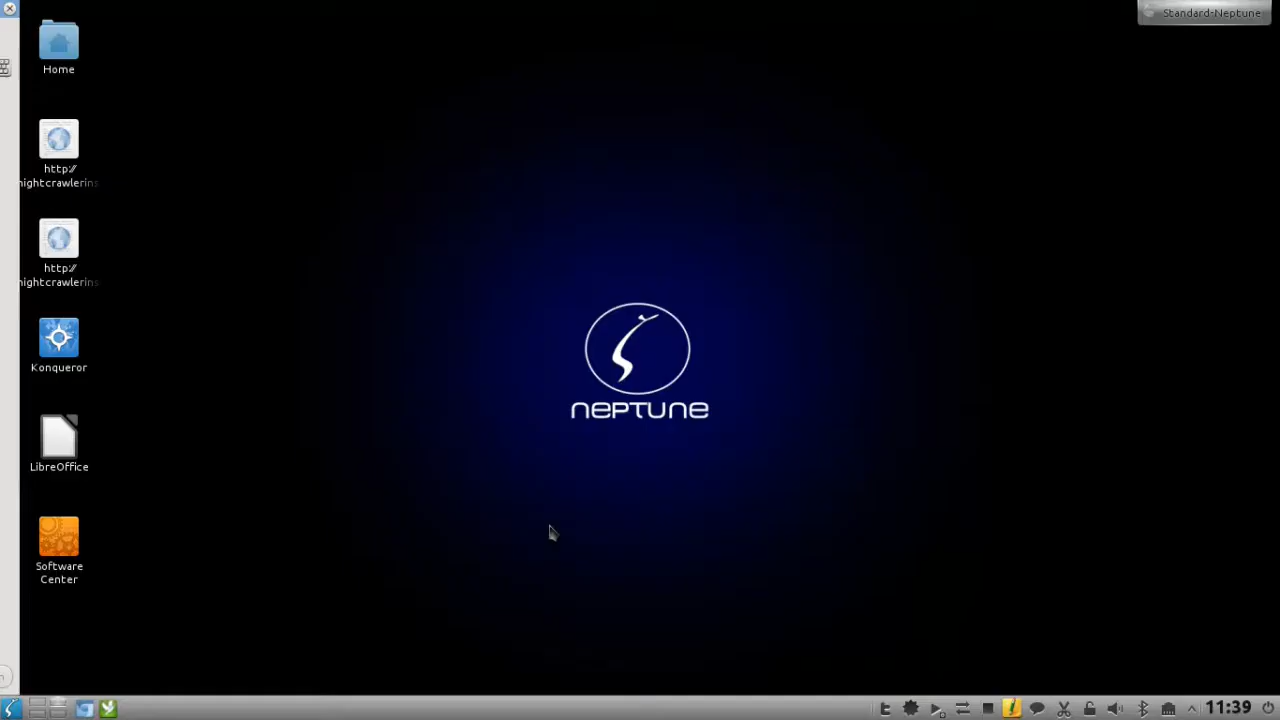 Standard-Neptune
Home
http://
nightcrawlerins
http://
nightcrawlerins
Konqueror
LibreOffice
Software
Center
NEPTUNE
11:39